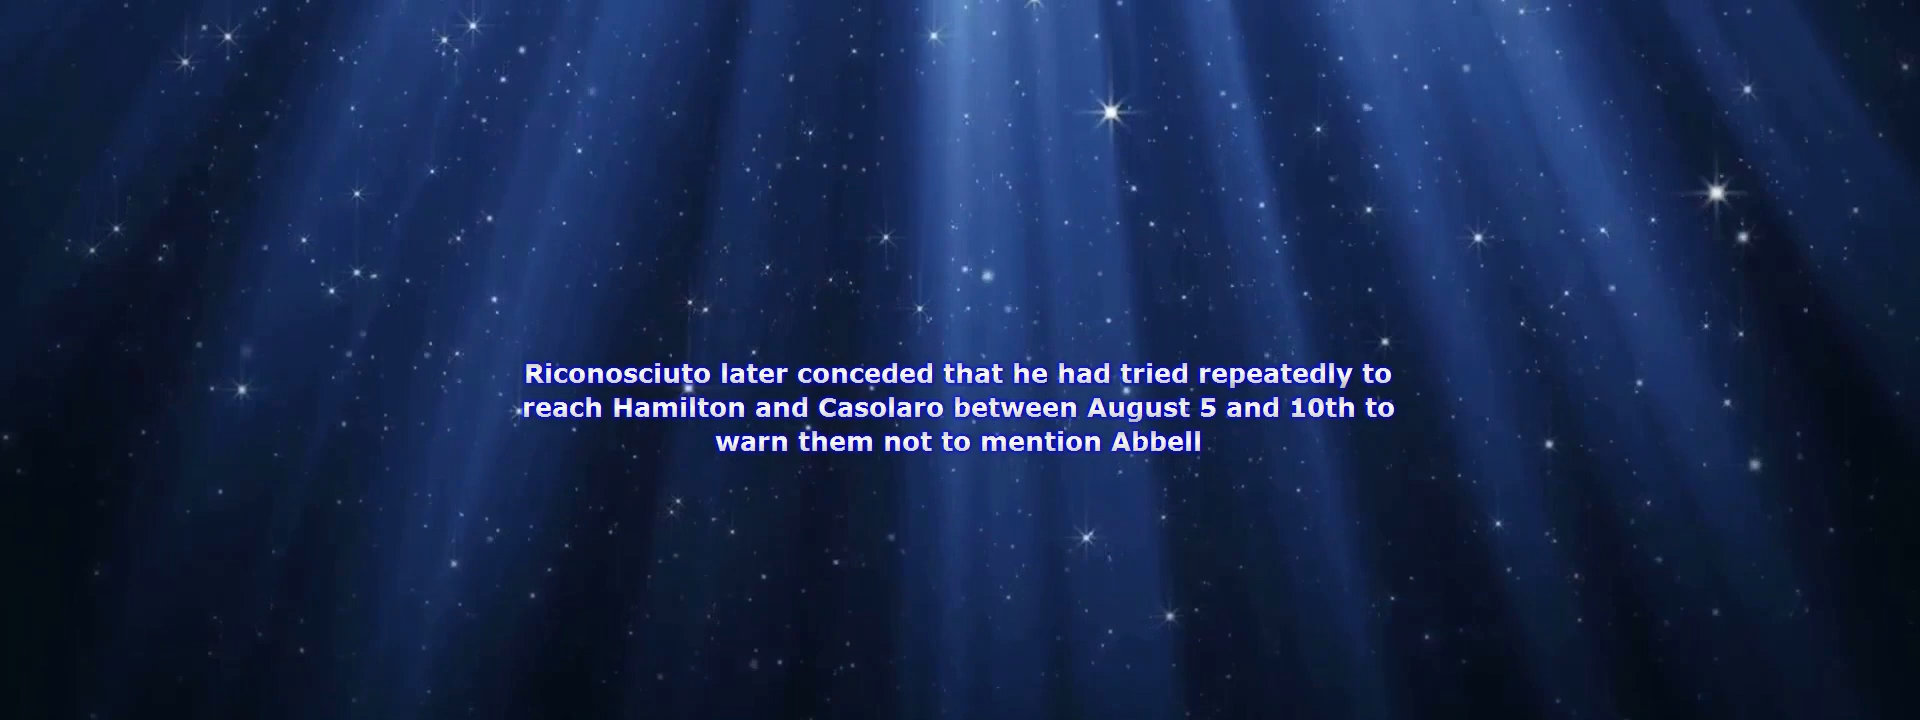 Riconosciuto later conceded that he had tried repeatedly to
reach Hamilton and Casolaro between August 5 and 10th to
warn them not to mention Abbell